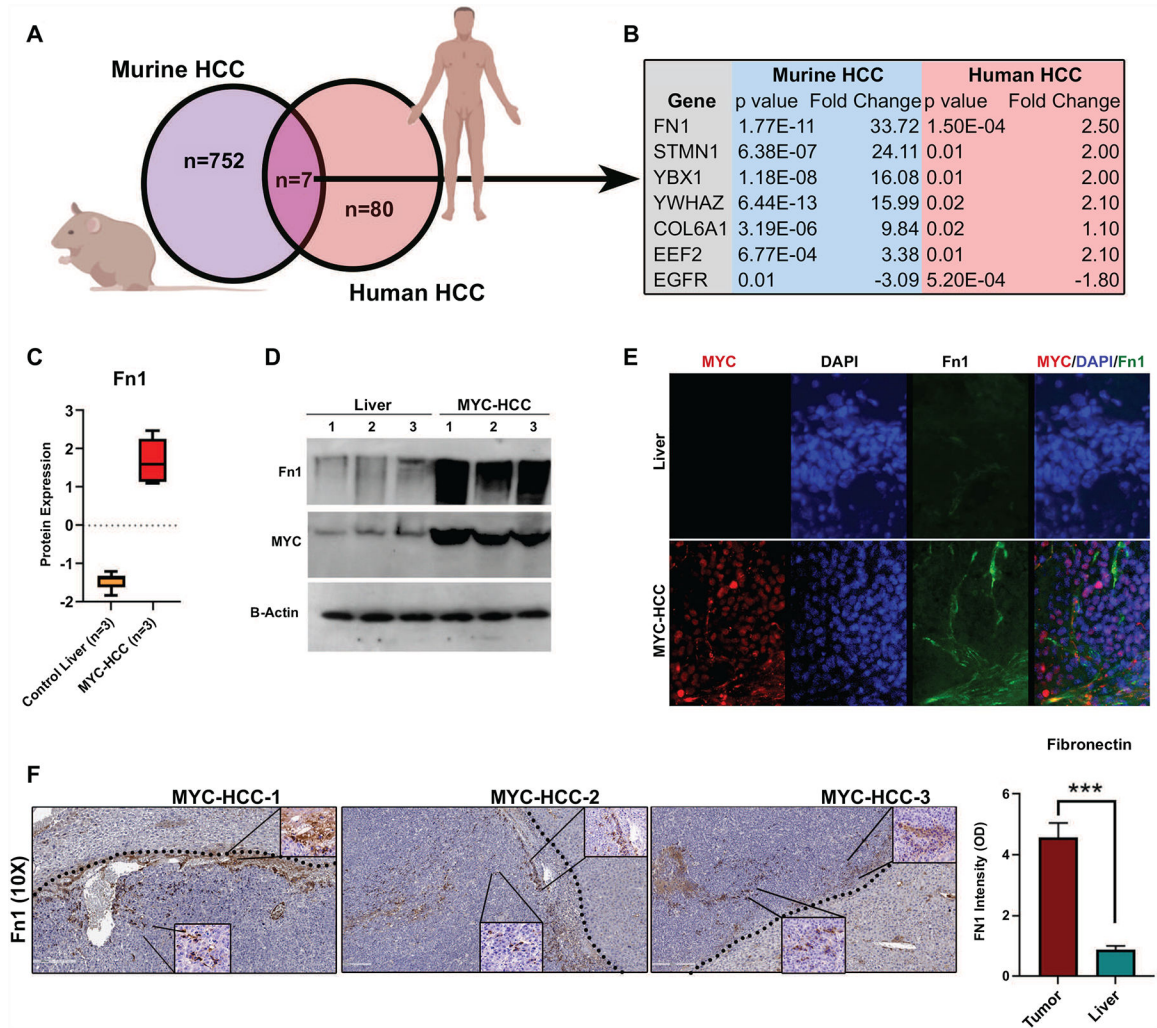 A
Murine HCC
n=752
n=7
n=80
Human HCC
B
Murine HCC Human HCC
Gene p value Fold Change p value Fold Change
FN1 1.77E-11 33.72 1.50E-04 2.50
STMN1 6.38E-07 24.11 0.01 2.00
YBX1 1.18E-08 16.08 0.01 2.00
YWHAZ 6.44E-13 15.99 0.02 2.10
COL6A1 3.19E-06 9.84 0.02 1.10
EEF2 6.77E-04 3.38 0.01 2.10
EGFR 0.01 -3.09 5.20E-04 -1.80
C
Fn1
Protein Expression
3
2
1
0
-1
-2
Control Liver (n=3)
MYC-HCC (n=3)
D
Liver MYC-HCC
1 2 3 1 2 3
Fn1
MYC
B-Actin
E
MYC DAPI Fn1 MYC/DAPI/Fn1
Liver
MYC-HCC
F
MYC-HCC-1 MYC-HCC-2 MYC-HCC-3
Fn1 (10X)
Fibronectin
FN1 Intensity (OD)
6
4
2
0
***
Tumor
Liver